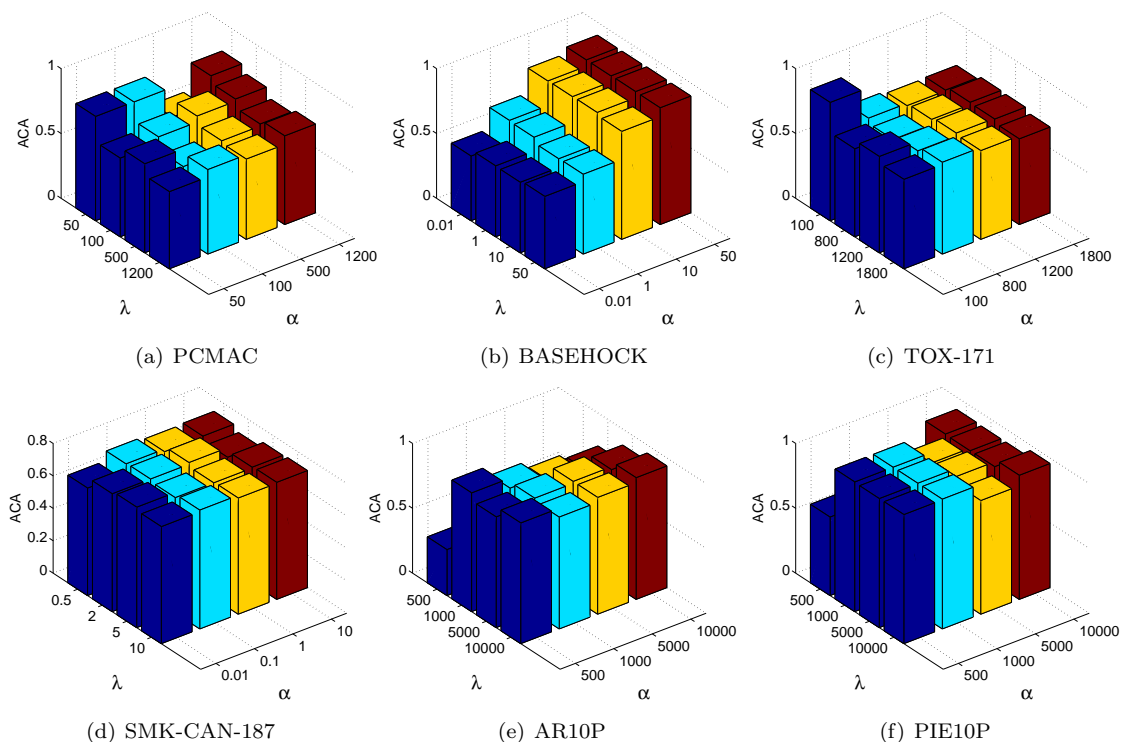 1
0.5
0
ACA
50
100
500
1200
λ
50
100
500
1200
α
(a) PCMAC
1
0.5
0
ACA
0.01
1
10
50
λ
0.01
1
10
50
α
(b) BASEHOCK
1
0.5
0
ACA
100
800
1200
1800
λ
100
800
1200
1800
α
(c) TOX-171
0.8
0.6
0.4
0.2
0
ACA
0.5
2
5
10
λ
0.01
0.1
1
10
α
(d) SMK-CAN-187
1
0.5
0
ACA
500
1000
5000
10000
λ
500
1000
5000
10000
α
(e) AR10P
1
0.5
0
ACA
500
1000
5000
10000
λ
500
1000
5000
10000
α
(f) PIE10P